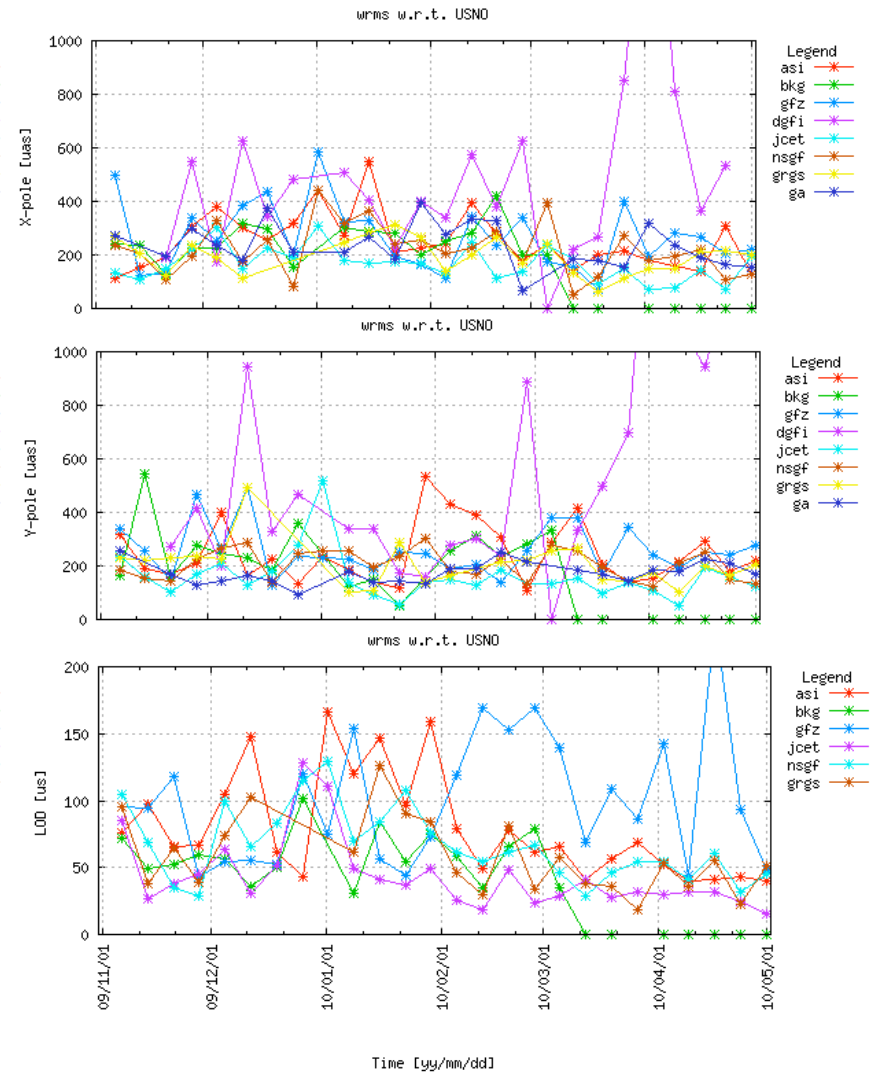 wrms w.r.t. USNO
1000
800
600
400
200
0
X-pole [uas]
Legend
asi
bkg
gfz
dgfi
jcet
nsgf
grgs
ga
wrms w.r.t. USNO
1000
800
600
400
200
0
Y-pole [uas]
Legend
asi
bkg
gfz
dgfi
jcet
nsgf
grgs
ga
wrms w.r.t. USNO
200
150
100
50
0
LOD [us]
Legend
asi
bkg
gfz
jcet
nsgf
grgs
09/11/01
09/12/01
10/01/01
10/02/01
10/03/01
10/04/01
10/05/01
Time [yy/mm/dd]